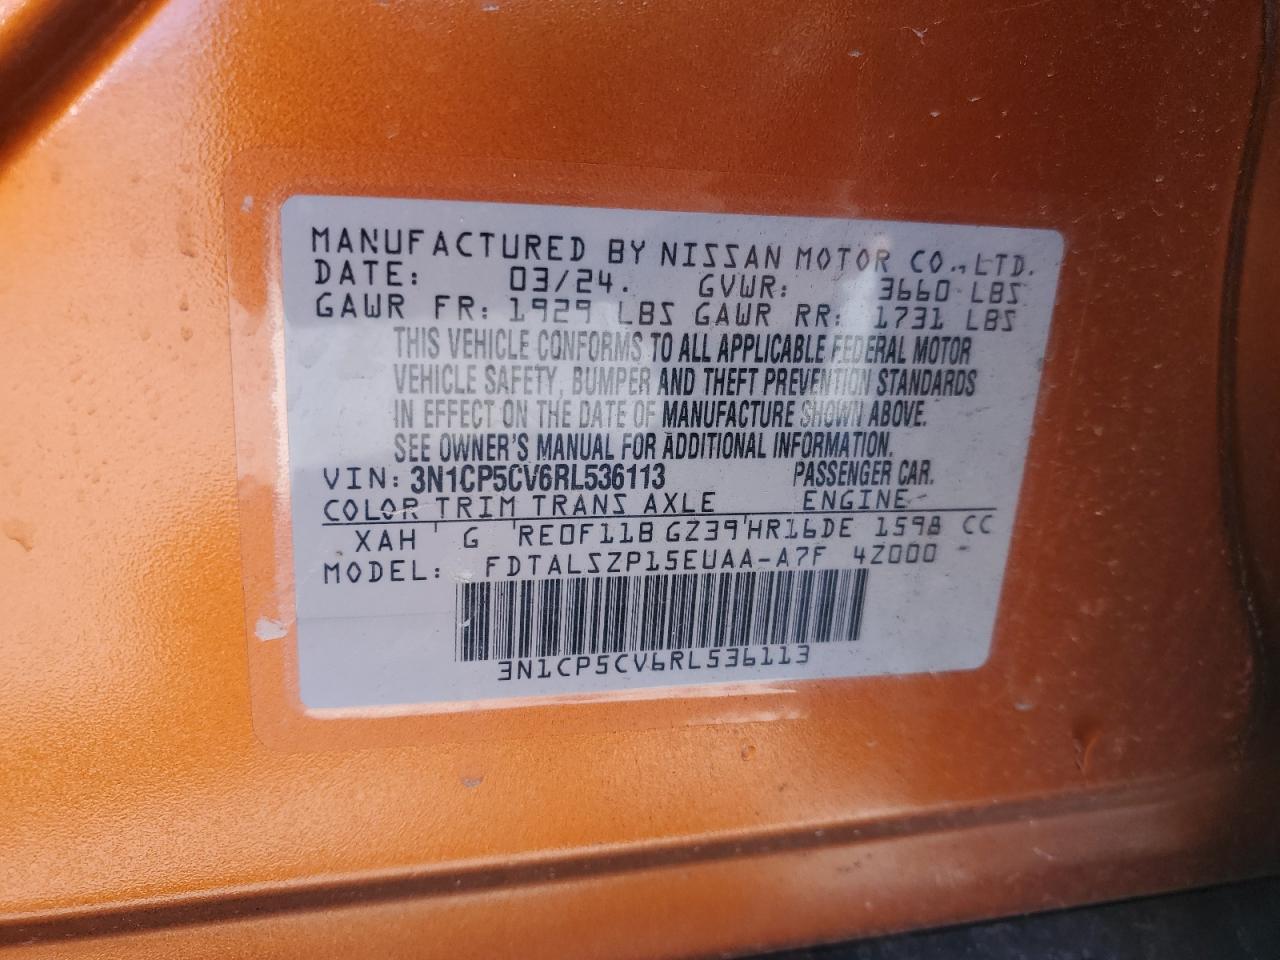 MANUFACTURED BY NISSAN MOTOR CO., LTD.
DATE: 03/24. GVWR: 3660 LBS
GAWR FR: 1929 LBS GAWR RR: 1731 LBS
THIS VEHICLE CONFORMS TO ALL APPLICABLE FEDERAL MOTOR
VEHICLE SAFETY, BUMPER AND THEFT PREVENTION STANDARDS
IN EFFECT ON THE DATE OF MANUFACTURE SHOWN ABOVE.
SEE OWNER'S MANUAL FOR ADDITIONAL INFORMATION.
VIN: 3N1CP5CV6RL536113 PASSENGER CAR.
COLOR TRIM TRANS AXLE ENGINE
XAH G RE0F11B GZ39 HR16DE 1598 CC
MODEL: FDTALSZP15EUAA-A7F 4Z000
3N1CP5CV6RL536113